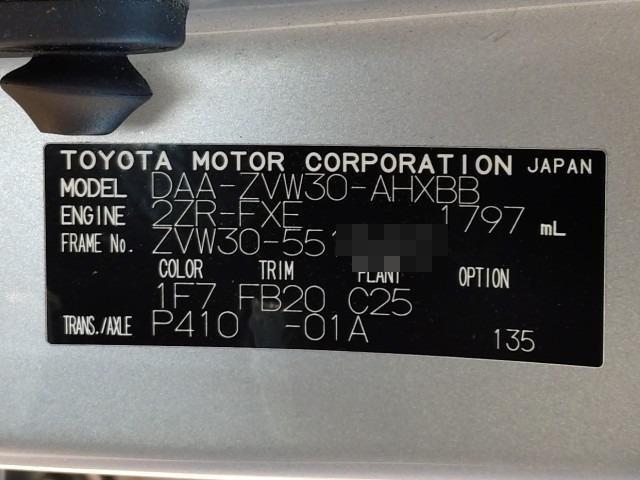 TOYOTA MOTOR CORPORATION JAPAN
MODEL DAA-ZVW30-AHXBB
ENGINE 2ZR-FXE 1797 mL
FRAME No. ZVW30-551
COLOR TRIM PLANT OPTION
1F7 FB20 C25
TRANS./AXLE P410 -01A 135